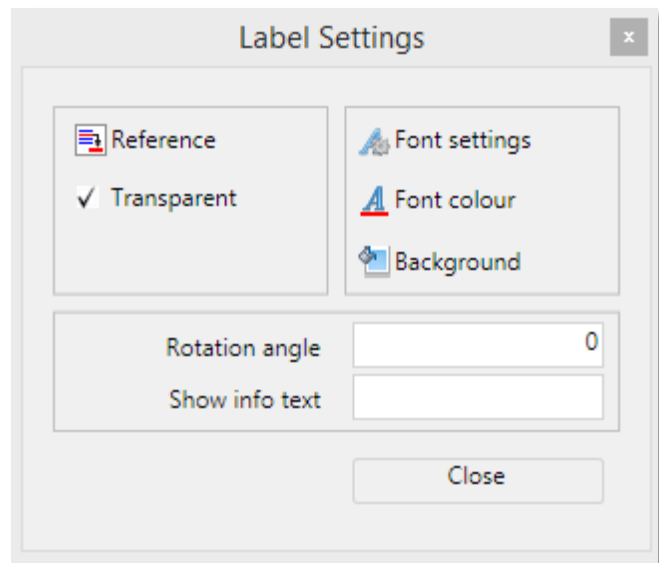 Label Settings
x
Reference
Transparent
Font settings
Font colour
Background
Rotation angle 0
Show info text
Close